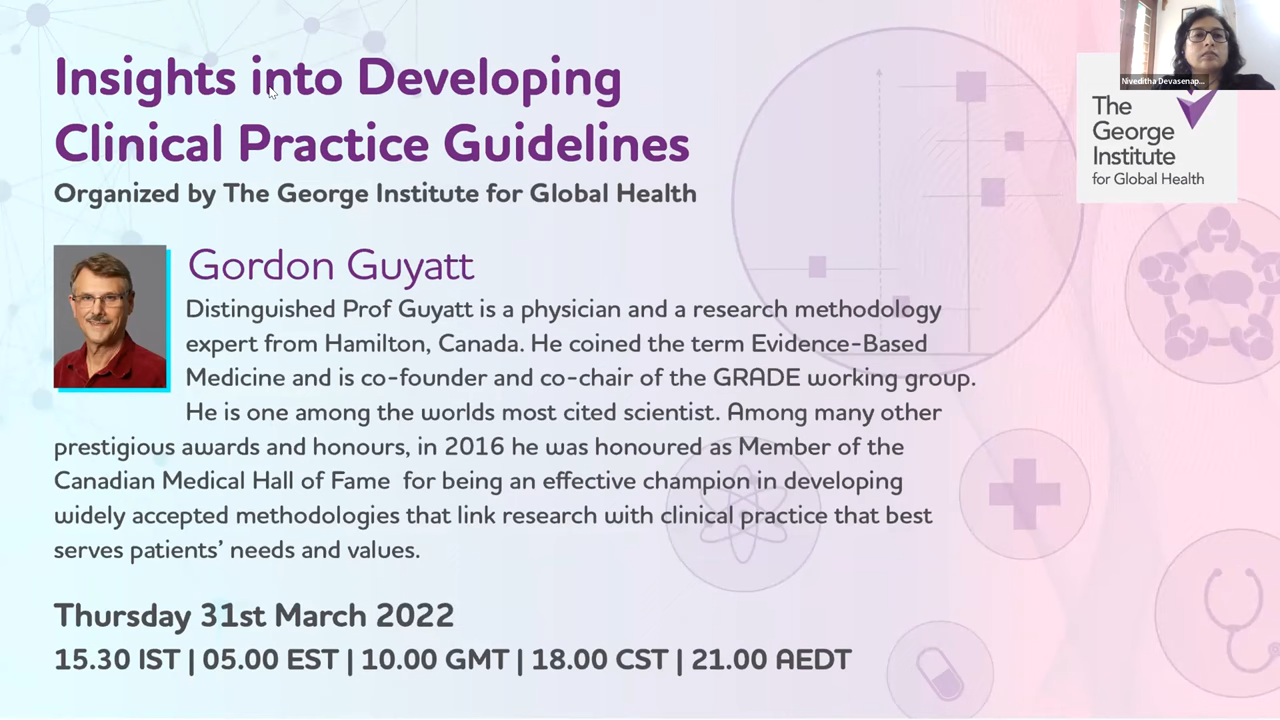 Insights into Developing
Clinical Practice Guidelines
Organized by The George Institute for Global Health
Gordon Guyatt
Distinguished Prof Guyatt is a physician and a research methodology
expert from Hamilton, Canada. He coined the term Evidence-Based
Medicine and is co-founder and co-chair of the GRADE working group.
He is one among the worlds most cited scientist. Among many other
prestigious awards and honours, in 2016 he was honoured as Member of the
Canadian Medical Hall of Fame for being an effective champion in developing
widely accepted methodologies that link research with clinical practice that best
serves patients' needs and values.
Thursday 31st March 2022
15.30 IST | 05.00 EST | 10.00 GMT | 18.00 CST | 21.00 AEDT
Niveditha Devasenap...
The
George
Institute
for Global Health